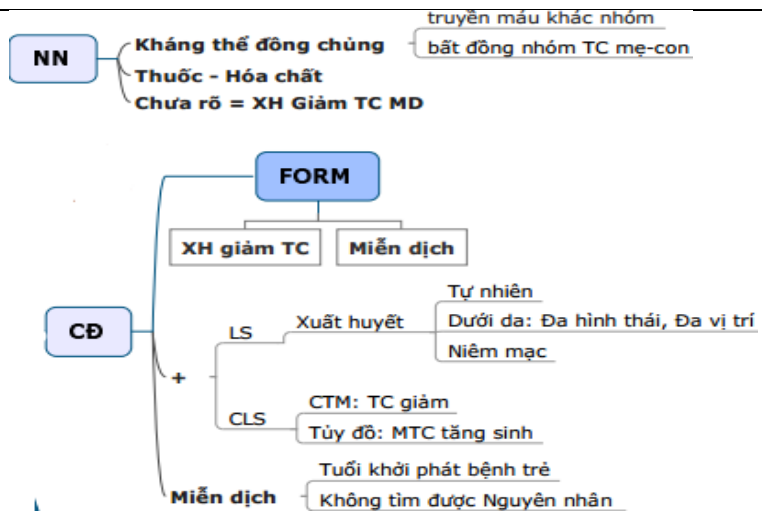 truyền máu khác nhóm
NN
Kháng thể đồng chủng
bất đồng nhóm TC mẹ-con
Thuốc - Hóa chất
Chưa rõ = XH Giảm TC MD
FORM
XH giảm TC
Miễn dịch
CĐ
+
LS
Xuất huyết
Tự nhiên
Dưới da: Đa hình thái, Đa vị trí
Niêm mạc
CLS
CTM: TC giảm
Tủy đồ: MTC tăng sinh
Miễn dịch
Tuổi khởi phát bệnh trẻ
Không tìm được Nguyên nhân